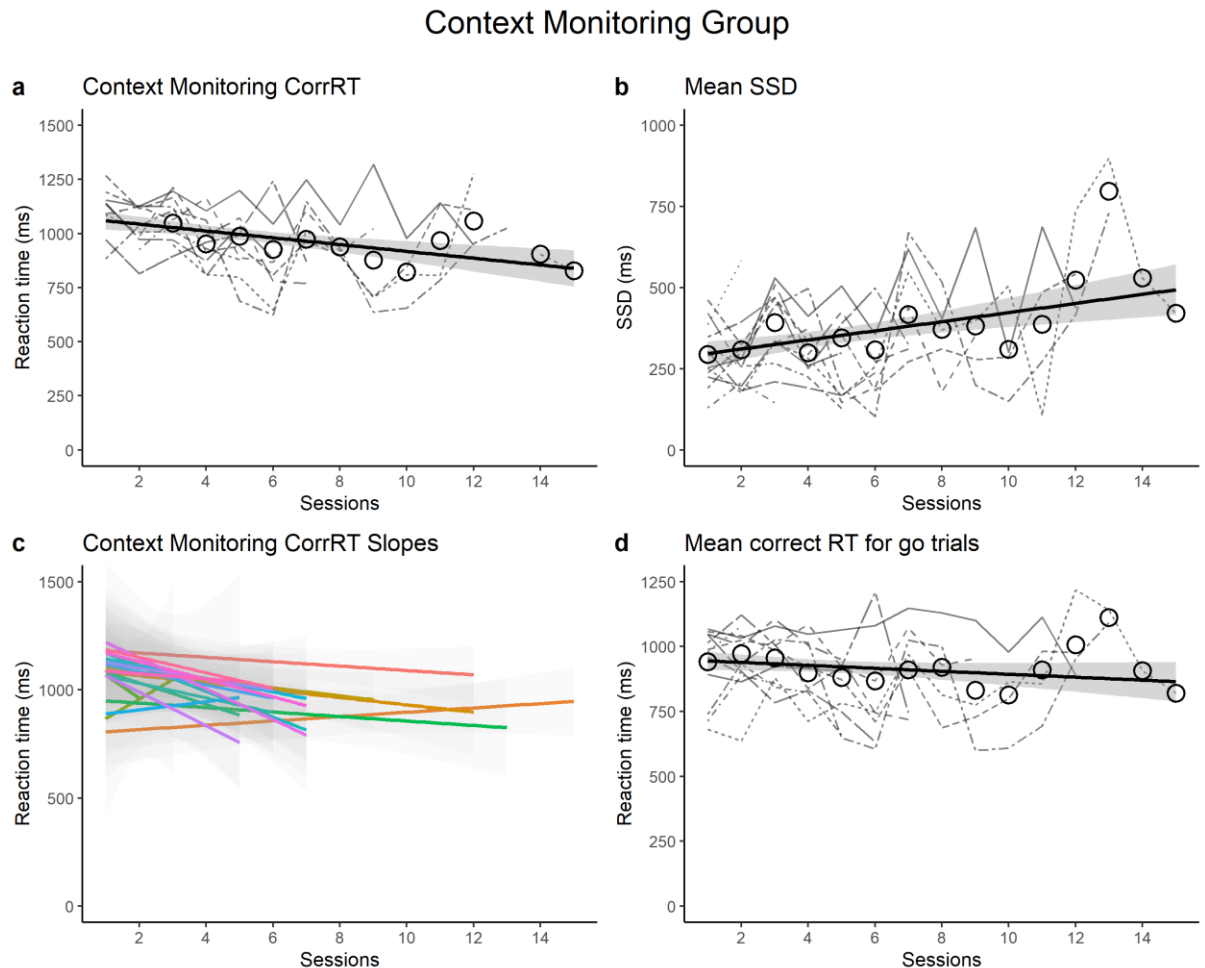 Context Monitoring Group
a Context Monitoring CorrRT
1500
1250
1000
750
500
250
0
Reaction time (ms)
2 4 6 8 10 12 14
Sessions
b Mean SSD
1000
750
500
250
0
SSD (ms)
2 4 6 8 10 12 14
Sessions
c Context Monitoring CorrRT Slopes
1500
1000
500
0
Reaction time (ms)
2 4 6 8 10 12 14
Sessions
d Mean correct RT for go trials
1250
1000
750
500
250
0
Reaction time (ms)
2 4 6 8 10 12 14
Sessions